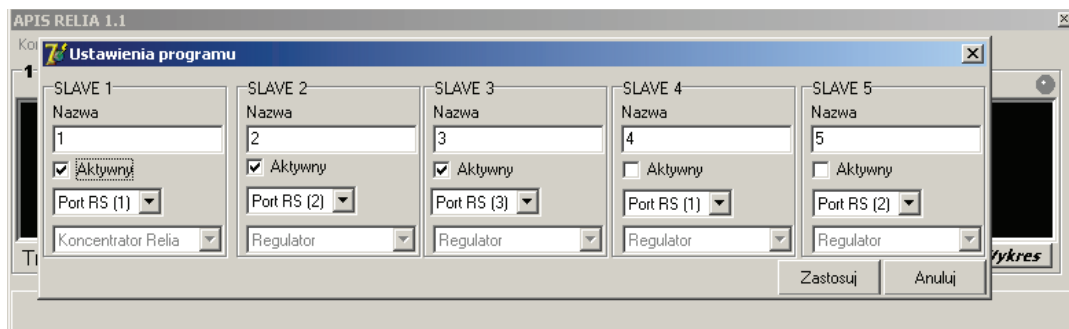 APIS RELIA 1.1
Ustawienia programu
1
SLAVE 1
Nazwa
1
Aktywny
Port RS (1)
Koncentrator Relia
SLAVE 2
Nazwa
2
Aktywny
Port RS (2)
Regulator
SLAVE 3
Nazwa
3
Aktywny
Port RS (3)
Regulator
SLAVE 4
Nazwa
4
Aktywny
Port RS (1)
Regulator
SLAVE 5
Nazwa
5
Aktywny
Port RS (2)
Regulator
Zastosuj
Anuluj